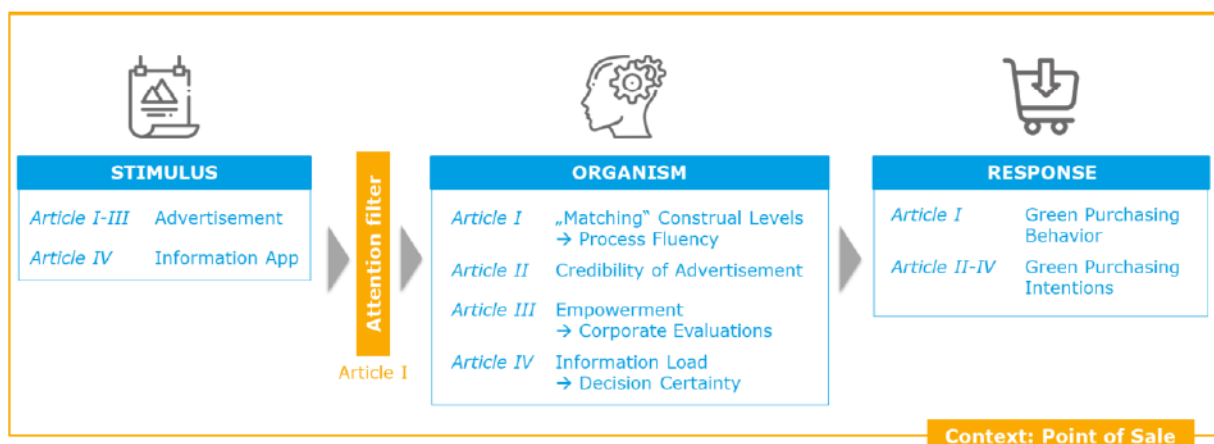 STIMULUS
Article I-III Advertisement
Article IV Information App
Attention filter
Article I
ORGANISM
Article I „Matching“ Construal Levels
→ Process Fluency
Article II Credibility of Advertisement
Article III Empowerment
→ Corporate Evaluations
Article IV Information Load
→ Decision Certainty
RESPONSE
Article I Green Purchasing
Behavior
Article II-IV Green Purchasing
Intentions
Context: Point of Sale